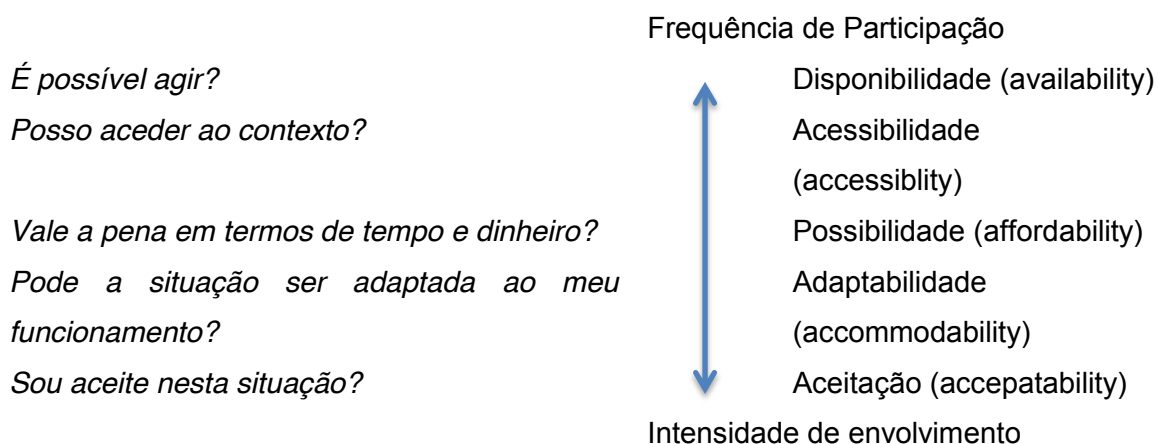 Frequência de Participação
É possível agir? Disponibilidade (availability)
Posso aceder ao contexto? Acessibilidade
(accessiblity)
Vale a pena em termos de tempo e dinheiro? Possibilidade (affordability)
Pode a situação ser adaptada ao meu Adaptabilidade
funcionamento? (accommodability)
Sou aceite nesta situação? Aceitação (accepatability)
Intensidade de envolvimento